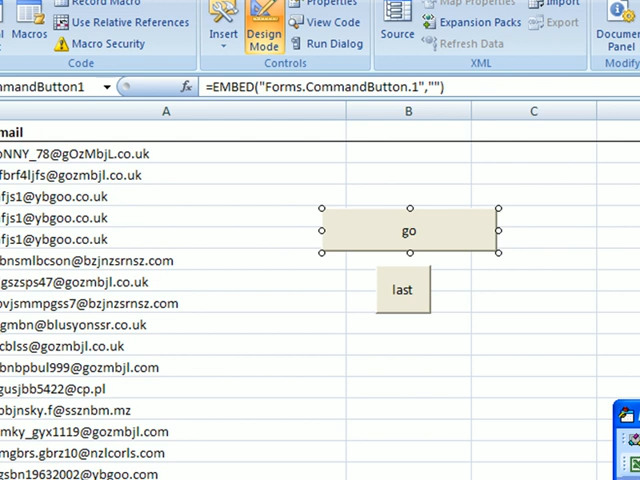 Record Macro
Properties
Map Properties
Import
Macros
Use Relative References
Insert
Design Mode
View Code
Source
Expansion Packs
Export
Document Panel
Macro Security
Run Dialog
Refresh Data
Code
Controls
XML
Modify
mmandButton1
fx
=EMBED("Forms.CommandButton.1","")
A
B
C
mail
oNNY_78@gOzMbjL.co.uk
fbrf4ljfs@gozmbjl.co.uk
fjs1@ybgoo.co.uk
fjs1@ybgoo.co.uk
go
fjs1@ybgoo.co.uk
bnsmlbcson@bzjnzsrnsz.com
gszsps47@gozmbjl.co.uk
last
ovjsmmpgss7@bzjnzsrnsz.com
gmbn@blusyonssr.co.uk
cblss@gozmbjl.co.uk
bnbpbul999@gozmbjl.com
gusjbb5422@cp.pl
objnsky.f@ssznbm.mz
mky_gyx1119@gozmbjl.com
mgbrs.gbrz10@nzlcorls.com
gsbn19632002@ybgoo.com